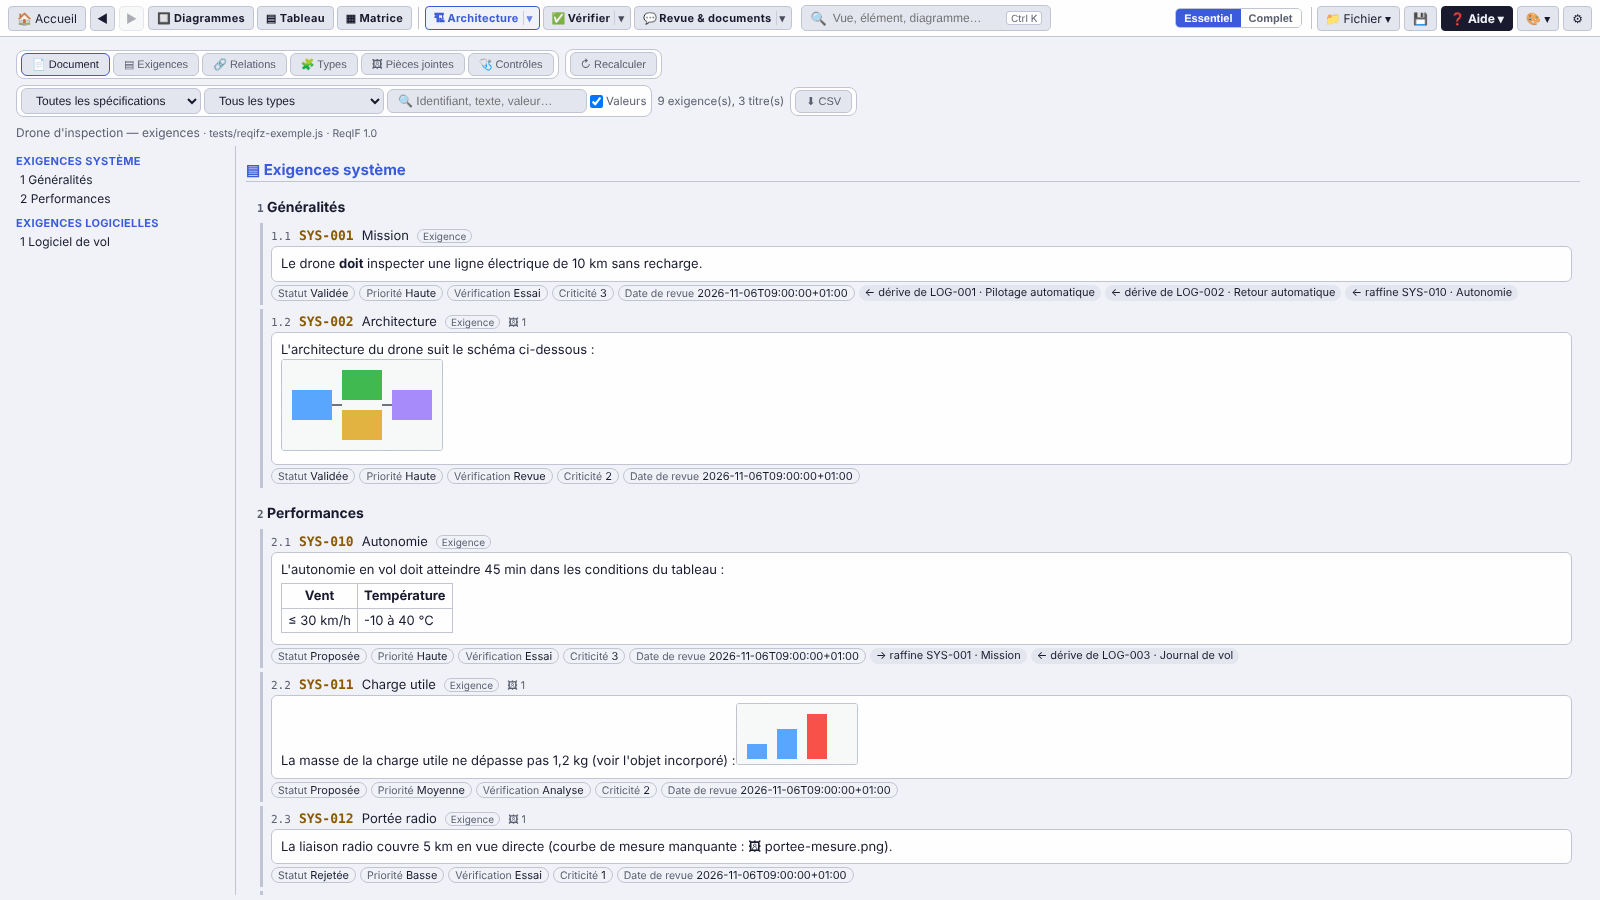 🏠 Accueil ◀ ▶ 🔲 Diagrammes ▤ Tableau ▦ Matrice 🏗 Architecture ▾ ✅ Vérifier ▾ 💬 Revue & documents ▾ 🔍 Vue, élément, diagramme… Ctrl K Essentiel Complet 📁 Fichier ▾ 💾 ❓ Aide ▾ 🎨 ▾ ⚙
📄 Document ▤ Exigences 🔗 Relations 🧩 Types 🖼 Pièces jointes 🩺 Contrôles ↻ Recalculer
Toutes les spécifications Tous les types 🔍 Identifiant, texte, valeur… Valeurs 9 exigence(s), 3 titre(s) ⬇ CSV
Drone d'inspection — exigences · tests/reqifz-exemple.js · ReqIF 1.0
EXIGENCES SYSTÈME
1 Généralités
2 Performances
EXIGENCES LOGICIELLES
1 Logiciel de vol
▤ Exigences système
1 Généralités
1.1 SYS-001 Mission Exigence
Le drone doit inspecter une ligne électrique de 10 km sans recharge.
Statut Validée Priorité Haute Vérification Essai Criticité 3 Date de revue 2026-11-06T09:00:00+01:00 ← dérive de LOG-001 · Pilotage automatique ← dérive de LOG-002 · Retour automatique ← raffine SYS-010 · Autonomie
1.2 SYS-002 Architecture Exigence 🖼 1
L'architecture du drone suit le schéma ci-dessous :
Statut Validée Priorité Haute Vérification Revue Criticité 2 Date de revue 2026-11-06T09:00:00+01:00
2 Performances
2.1 SYS-010 Autonomie Exigence
L'autonomie en vol doit atteindre 45 min dans les conditions du tableau :
Vent Température
≤ 30 km/h -10 à 40 °C
Statut Proposée Priorité Haute Vérification Essai Criticité 3 Date de revue 2026-11-06T09:00:00+01:00 → raffine SYS-001 · Mission ← dérive de LOG-003 · Journal de vol
2.2 SYS-011 Charge utile Exigence 🖼 1
La masse de la charge utile ne dépasse pas 1,2 kg (voir l'objet incorporé) :
Statut Proposée Priorité Moyenne Vérification Analyse Criticité 2 Date de revue 2026-11-06T09:00:00+01:00
2.3 SYS-012 Portée radio Exigence 🖼 1
La liaison radio couvre 5 km en vue directe (courbe de mesure manquante : 🖼 portee-mesure.png).
Statut Rejetée Priorité Basse Vérification Essai Criticité 1 Date de revue 2026-11-06T09:00:00+01:00